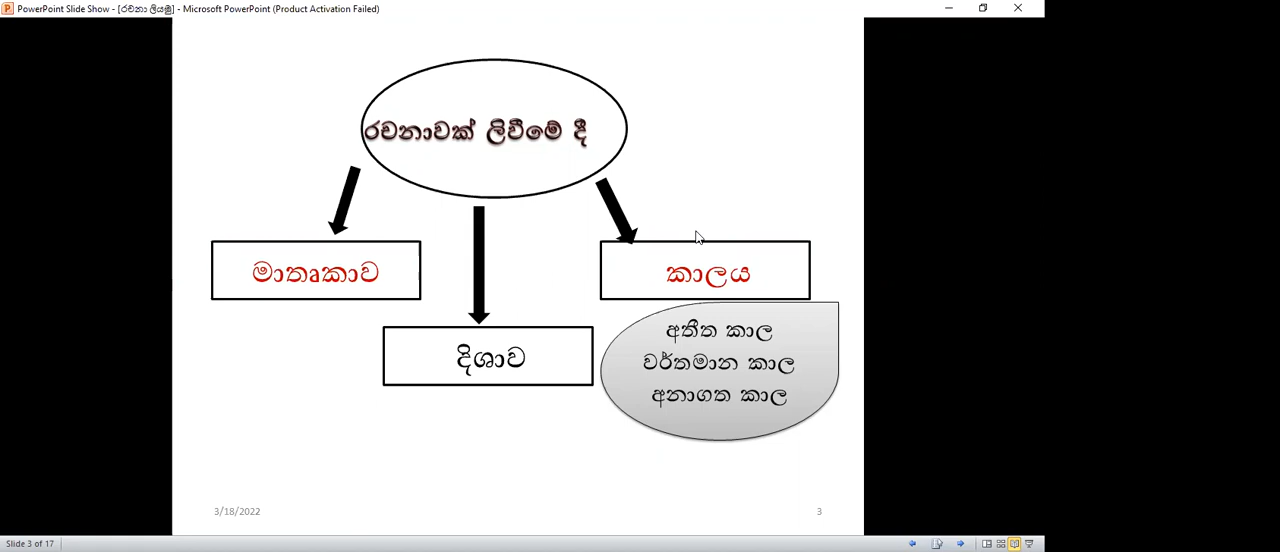 PowerPoint Slide Show - [රචනා ලියමු] - Microsoft PowerPoint (Product Activation Failed)
රචනාවක් ලිවීමේ දී
මාතෘකාව
කාලය
දිශාව
අතීත කාල
වර්තමාන කාල
අනාගත කාල
3/18/2022
3
Slide 3 of 17